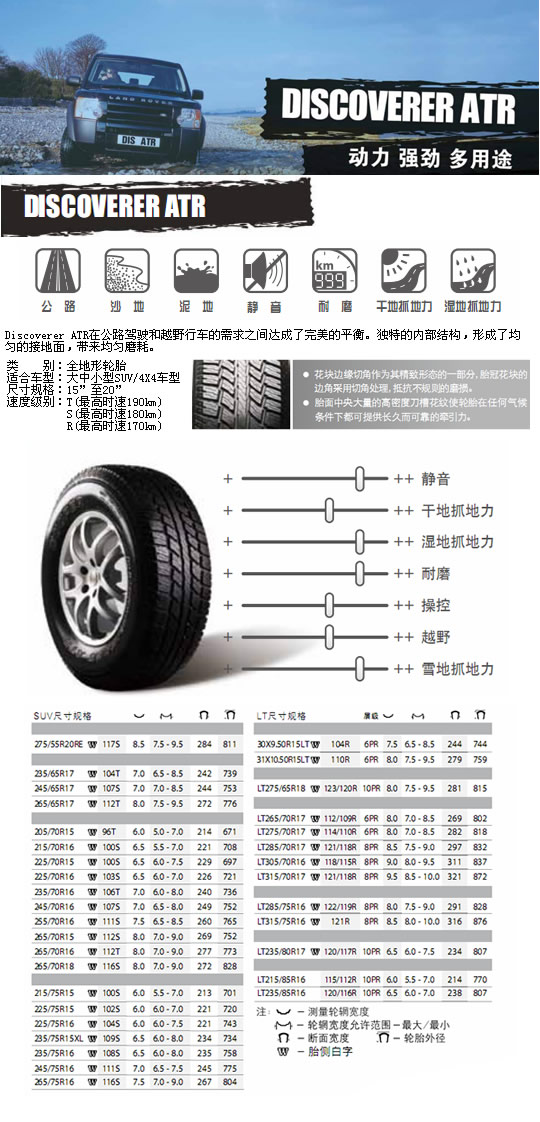 LAND ROVER
DIS ATR
DISCOVERER ATR
动力 强劲 多用途
DISCOVERER ATR
km
999
公 路
沙 地
泥 地
静 音
耐 磨
干地抓地力
湿地抓地力
Discoverer ATR在公路驾驶和越野行车的需求之间达成了完美的平衡。独特的内部结构，形成了均
匀的接地面，带来均匀磨耗。
类 别：全地形轮胎
适合车型：大中小型SUV/4X4车型
尺寸规格：15”至20”
速度级别：T(最高时速190km)
S(最高时速180km)
R(最高时速170km)
● 花块边缘切角作为其精致形态的一部分，胎冠花块的
边角采用切角处理，抵抗不规则的磨损。
● 胎面中央大量的高密度刀槽花纹使轮胎在任何气候
条件下都可提供长久而可靠的牵引力。
+ ++ 静音
+ ++ 干地抓地力
+ ++ 湿地抓地力
+ ++ 耐磨
+ ++ 操控
+ ++ 越野
+ ++ 雪地抓地力
SUV尺寸规格
275/55R20RE W 117S 8.5 7.5 - 9.5 284 811
235/65R17 W 104T 7.0 6.5 - 8.5 242 739
245/65R17 W 107S 7.0 7.0 - 8.5 244 753
265/65R17 W 112T 8.0 7.5 - 9.5 272 776
205/70R15 W 96T 6.0 5.0 - 7.0 214 671
215/70R16 W 100S 6.5 5.5 - 7.0 221 708
225/70R15 W 100S 6.5 6.0 - 7.5 229 697
225/70R16 W 103S 6.5 6.0 - 7.0 226 721
235/70R16 W 106T 7.0 6.0 - 8.0 240 736
245/70R16 W 107S 7.0 6.5 - 8.0 249 752
255/70R16 W 111S 7.5 6.5 - 8.5 260 765
265/70R15 W 112S 8.0 7.0 - 9.0 269 752
265/70R16 W 112T 8.0 7.0 - 9.0 277 773
265/70R18 W 116S 8.0 7.0 - 9.0 272 828
215/75R15 W 100S 6.0 5.5 - 7.0 213 701
225/75R15 W 102S 6.0 6.0 - 7.0 221 720
225/75R16 W 104S 6.0 6.0 - 7.5 221 743
235/75R15XL W 109S 6.5 6.0 - 8.0 234 734
235/75R16 W 108S 6.5 6.0 - 8.0 235 758
245/75R16 W 111S 7.0 6.5 - 7.5 245 775
265/75R16 W 116S 7.5 7.0 - 9.0 267 804
LT尺寸规格 层级
30X9.50R15LT W 104R 6PR 7.5 6.5 - 8.5 244 744
31X10.50R15LT W 110R 6PR 8.0 7.5 - 9.5 279 759
LT275/65R18 W 123/120R 10PR 8.0 7.5 - 9.5 281 815
LT265/70R17 W 112/109R 6PR 8.0 7.0 - 8.5 269 802
LT275/70R17 W 114/110R 6PR 8.0 7.0 - 8.5 282 818
LT285/70R17 W 121/118R 8PR 8.5 7.5 - 9.0 297 832
LT305/70R16 W 118/115R 8PR 9.0 8.0 - 9.5 311 837
LT315/70R17 W 121/118R 8PR 9.5 8.5 - 10.0 321 872
LT285/75R16 W 122/119R 8PR 8.0 7.5 - 9.0 291 828
LT315/75R16 W 121R 8PR 8.5 8.0 - 10.0 316 876
LT235/80R17 W 120/117R 10PR 6.5 6.0 - 7.5 234 807
LT215/85R16 115/112R 10PR 6.0 5.5 - 7.0 214 770
LT235/85R16 120/116R 10PR 6.5 6.0 - 7.0 238 807
注： - 测量轮辋宽度
- 轮辋宽度允许范围 - 最大/最小
- 断面宽度 - 轮胎外径
W - 胎侧白字